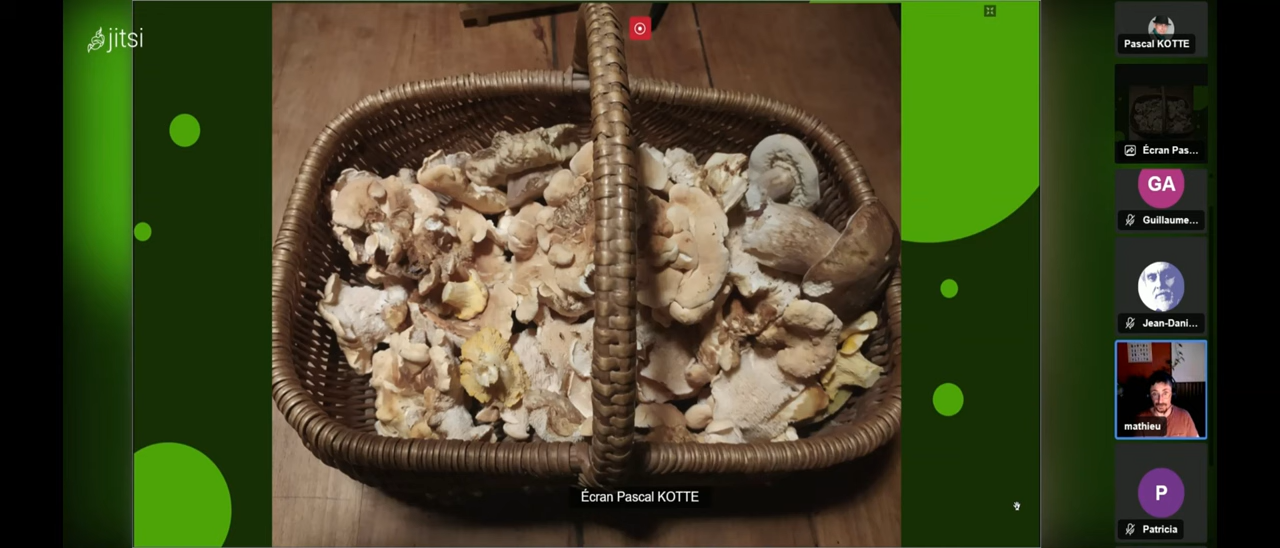 jitsi
Écran Pascal KOTTE
Pascal KOTTE
Écran Pas...
GA
Guillaume...
Jean-Dani...
mathieu
P
Patricia